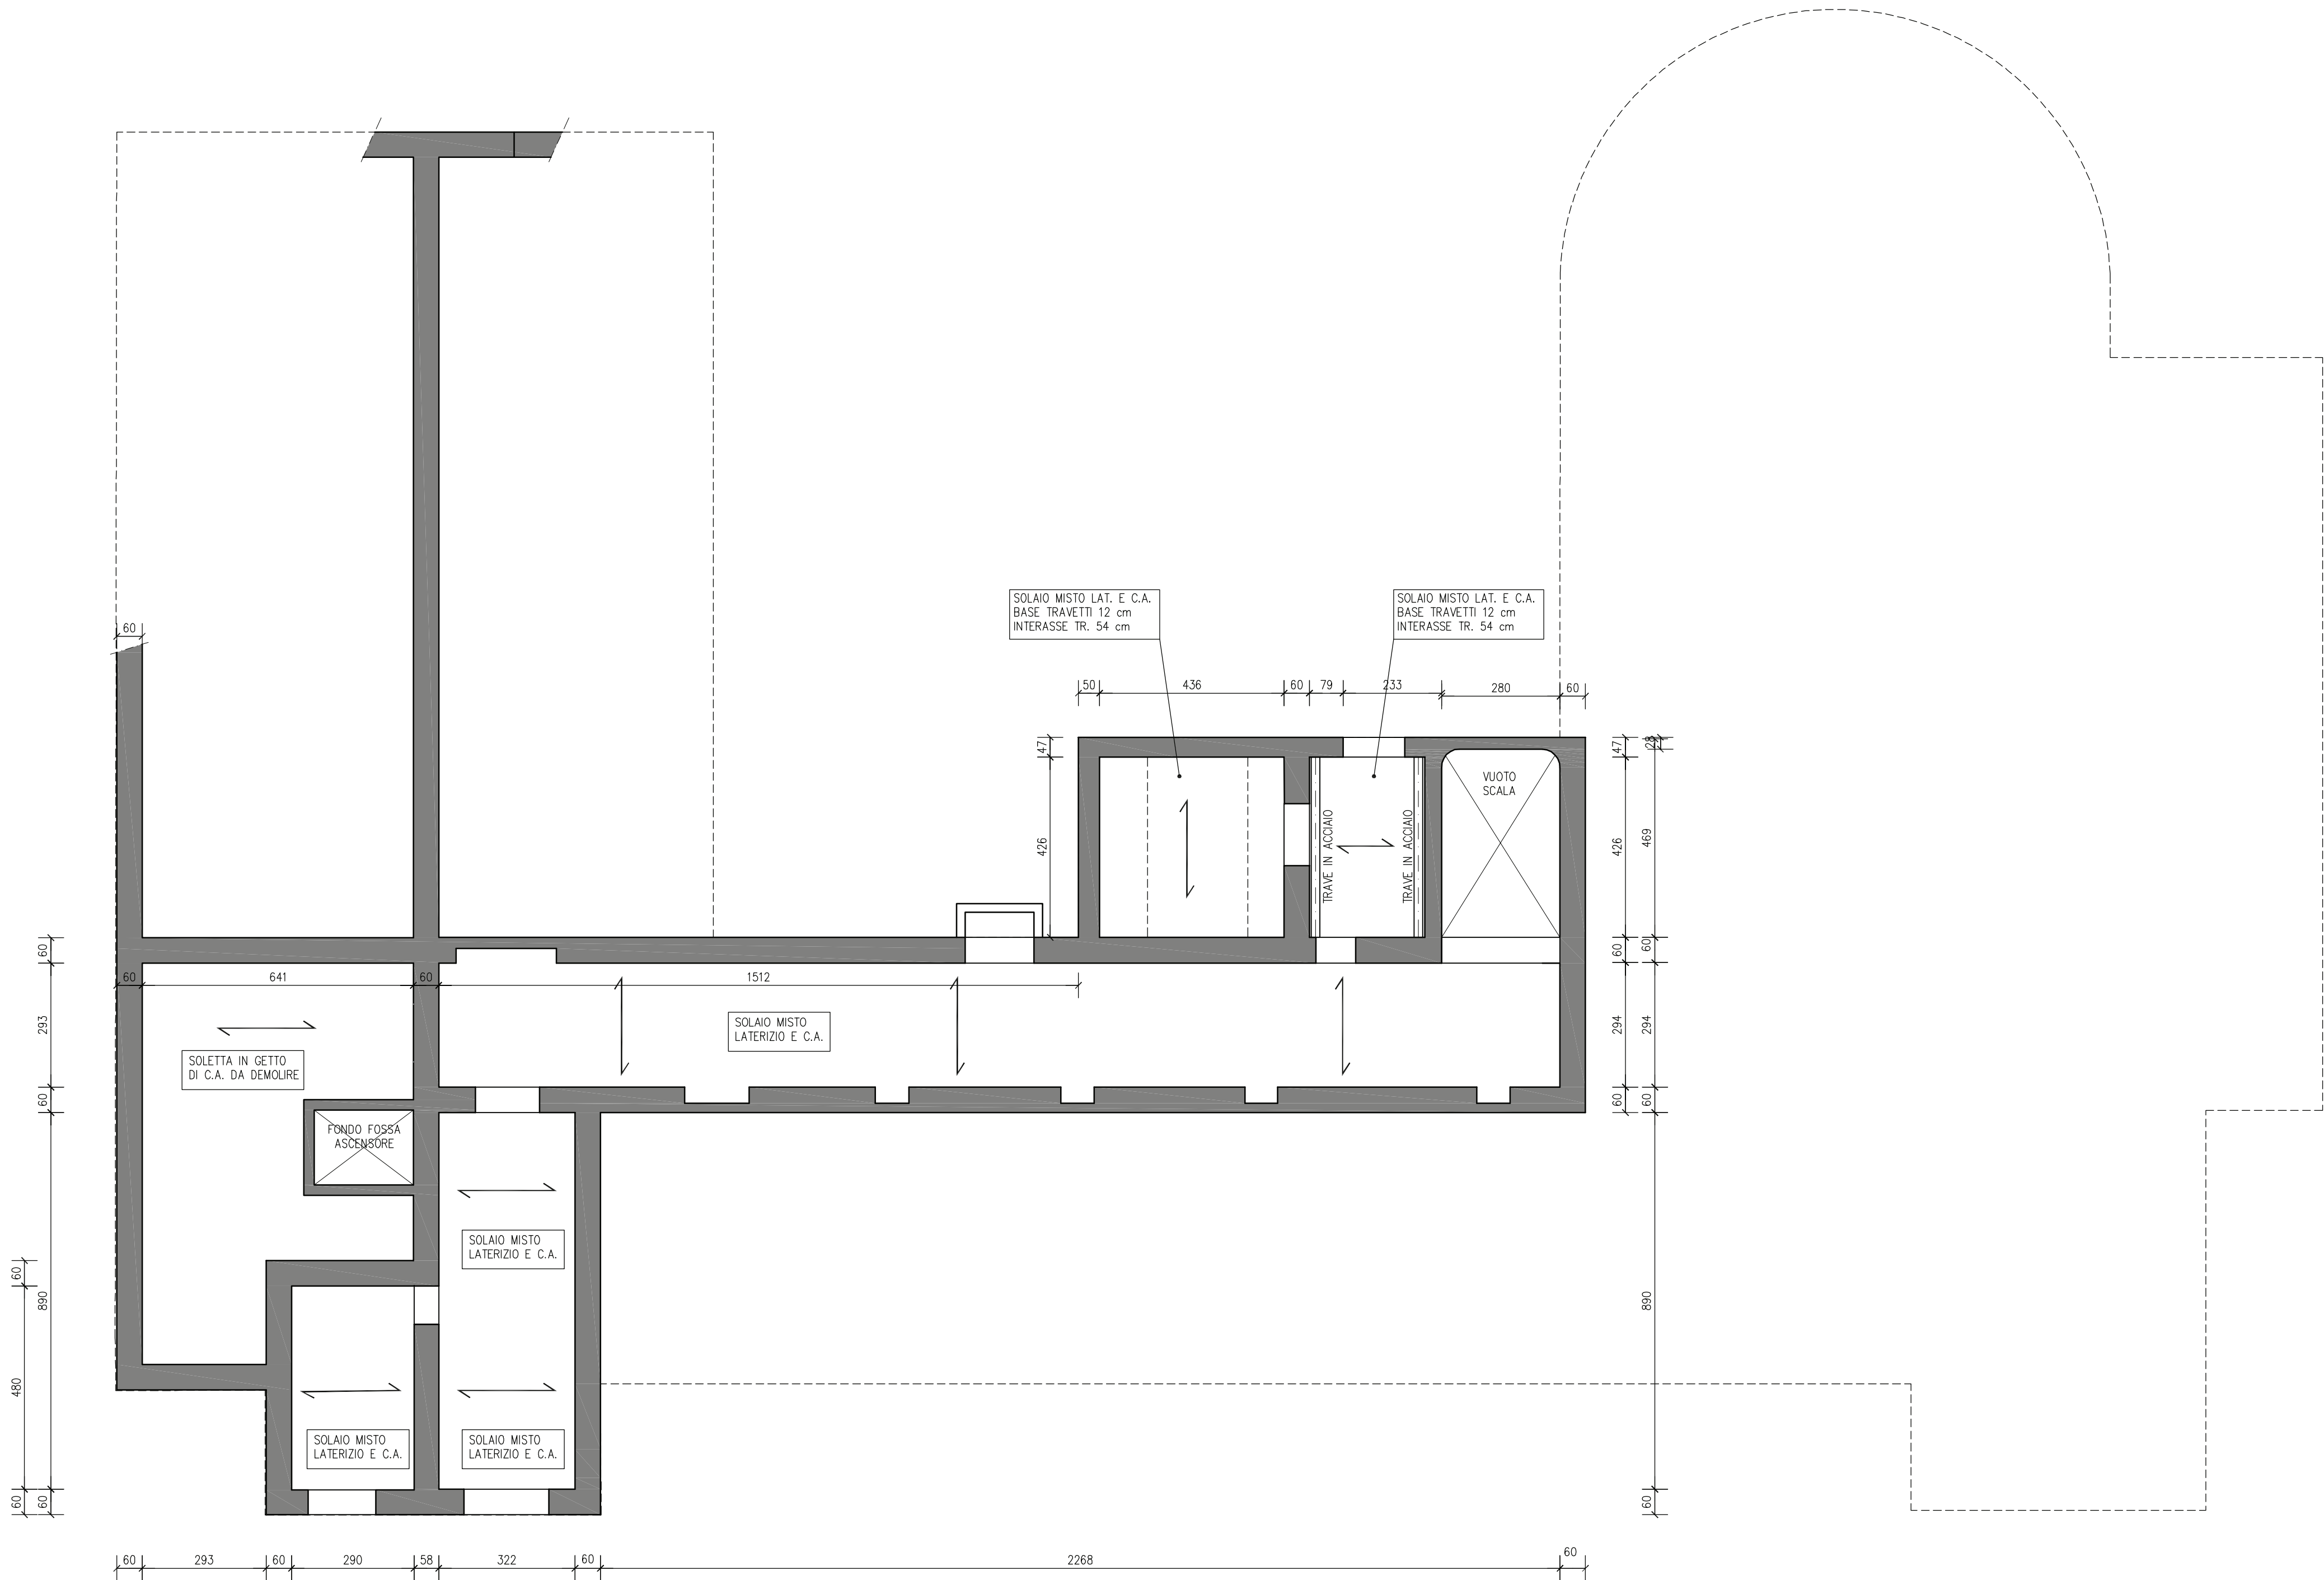 SOLAIO MISTO LAT. E C.A.
BASE TRAVETTI 12 cm
INTERASSE TR. 54 cm
SOLAIO MISTO LAT. E C.A.
BASE TRAVETTI 12 cm
INTERASSE TR. 54 cm
60
50
436
60
79
233
280
60
47
426
47
28
426
469
VUOTO
SCALA
TRAVE IN ACCIAIO
TRAVE IN ACCIAIO
60
60
60
60
641
60
1512
293
294
294
SOLAIO MISTO
LATERIZIO E C.A.
SOLETTA IN GETTO
DI C.A. DA DEMOLIRE
60
60
60
FONDO FOSSA
ASCENSORE
SOLAIO MISTO
LATERIZIO E C.A.
60
890
890
480
SOLAIO MISTO
LATERIZIO E C.A.
SOLAIO MISTO
LATERIZIO E C.A.
60
60
60
60
293
60
290
58
322
60
2268
60